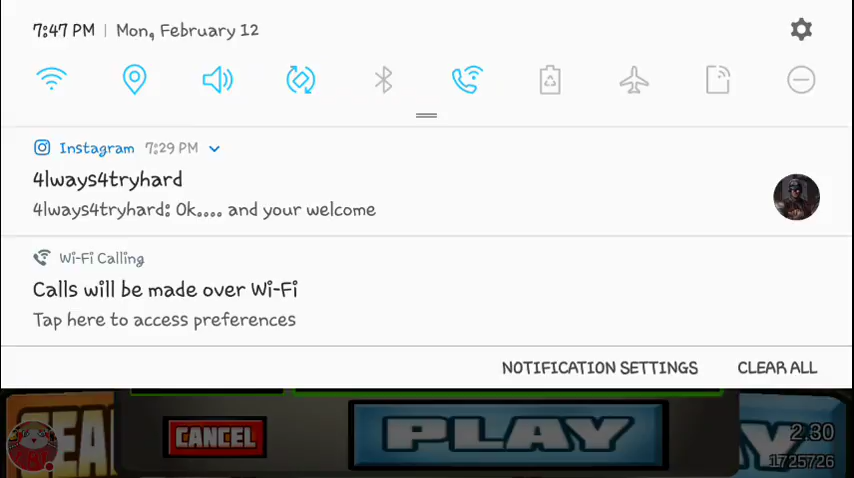 7:47 PM | Mon, February 12
Instagram 7:29 PM
4lways4tryhard
4lways4tryhard: Ok.... and your welcome
Wi-Fi Calling
Calls will be made over Wi-Fi
Tap here to access preferences
NOTIFICATION SETTINGS CLEAR ALL
CANCEL PLAY
2.30
1725726